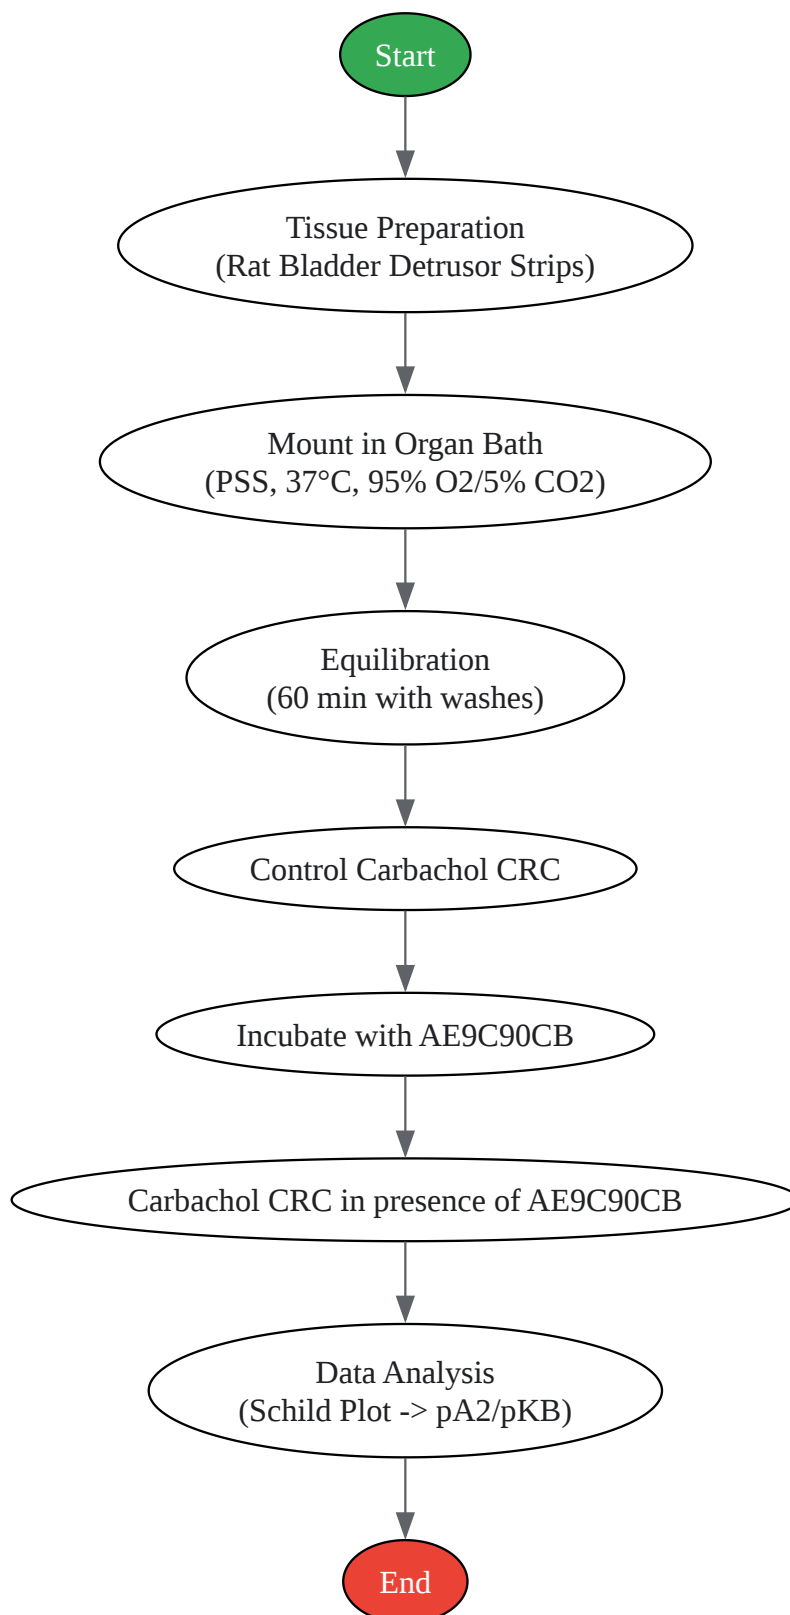 Start
Tissue Preparation
(Rat Bladder Detrusor Strips)
Mount in Organ Bath
(PSS, 37°C, 95% O2/5% CO2)
Equilibration
(60 min with washes)
Control Carbachol CRC
Incubate with AE9C90CB
Carbachol CRC in presence of AE9C90CB
Data Analysis
(Schild Plot -> pA2/pKB)
End